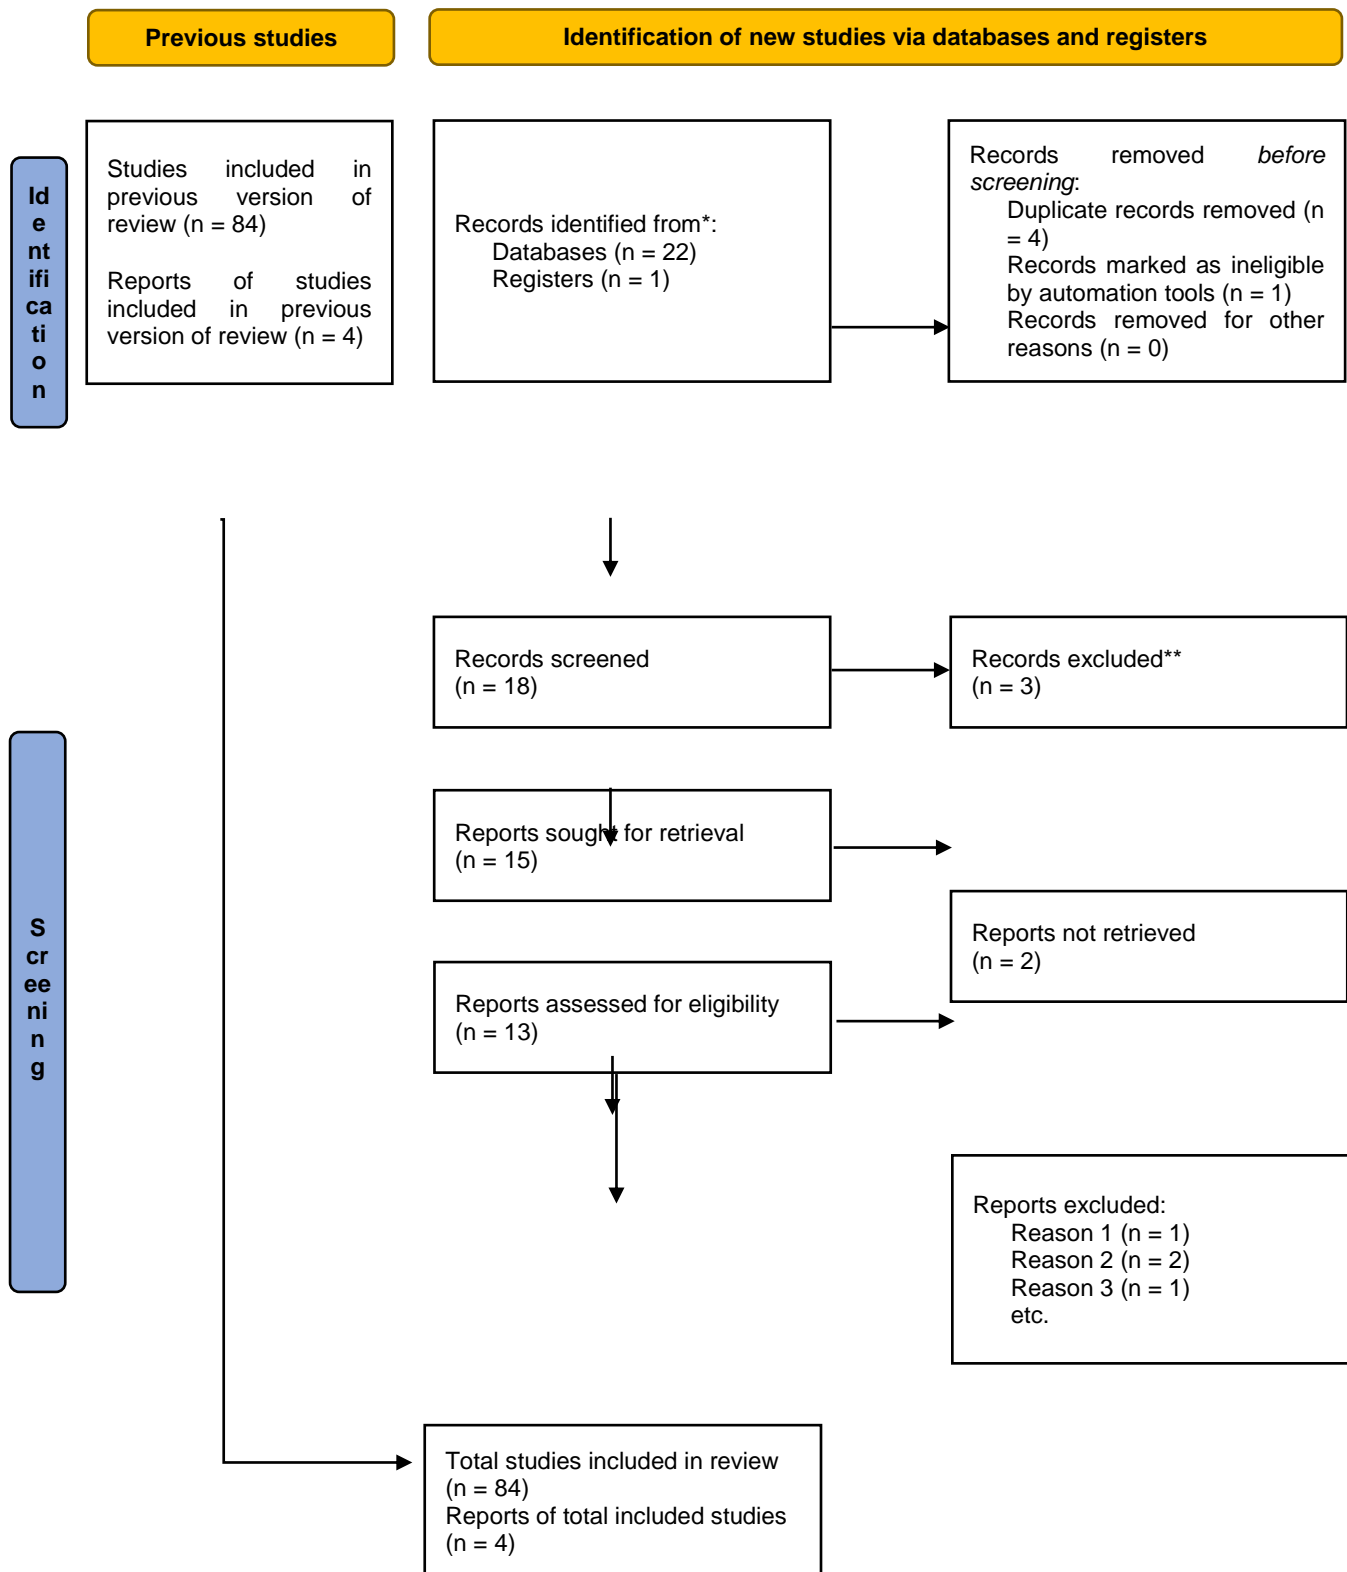 Previous studies
Identification of new studies via databases and registers
Id
e
nt
ifi
ca
ti
o
n
Studies included in
previous version of
review (n = 84)
Reports of studies
included in previous
version of review (n = 4)
Records identified from*:
Databases (n = 22)
Registers (n = 1)
Records removed before
screening:
Duplicate records removed (n
= 4)
Records marked as ineligible
by automation tools (n = 1)
Records removed for other
reasons (n = 0)
Records screened
(n = 18)
Records excluded**
(n = 3)
S
cr
ee
ni
n
g
Reports sought for retrieval
(n = 15)
Reports not retrieved
(n = 2)
Reports assessed for eligibility
(n = 13)
Reports excluded:
Reason 1 (n = 1)
Reason 2 (n = 2)
Reason 3 (n = 1)
etc.
Total studies included in review
(n = 84)
Reports of total included studies
(n = 4)